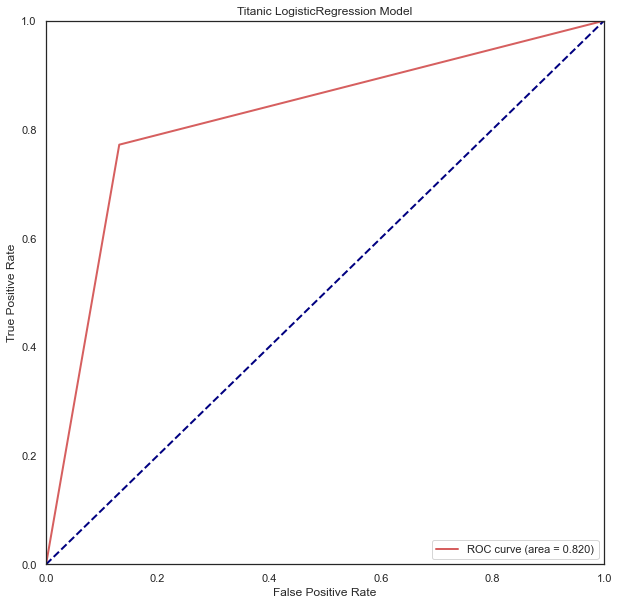 Titanic LogisticRegression Model
1.0
0.8
0.6
0.4
0.2
0.0
True Positive Rate
ROC curve (area = 0.820)
0.0 0.2 0.4 0.6 0.8 1.0
False Positive Rate